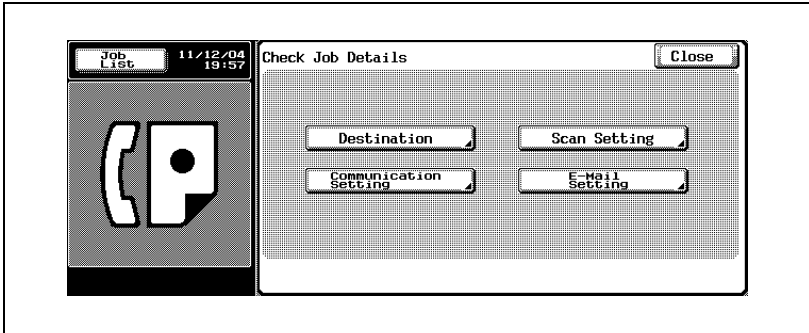 Job
List
11/12/04
19:57
Check Job Details
Close
Destination
Scan Setting
Communication
Setting
E-Mail
Setting